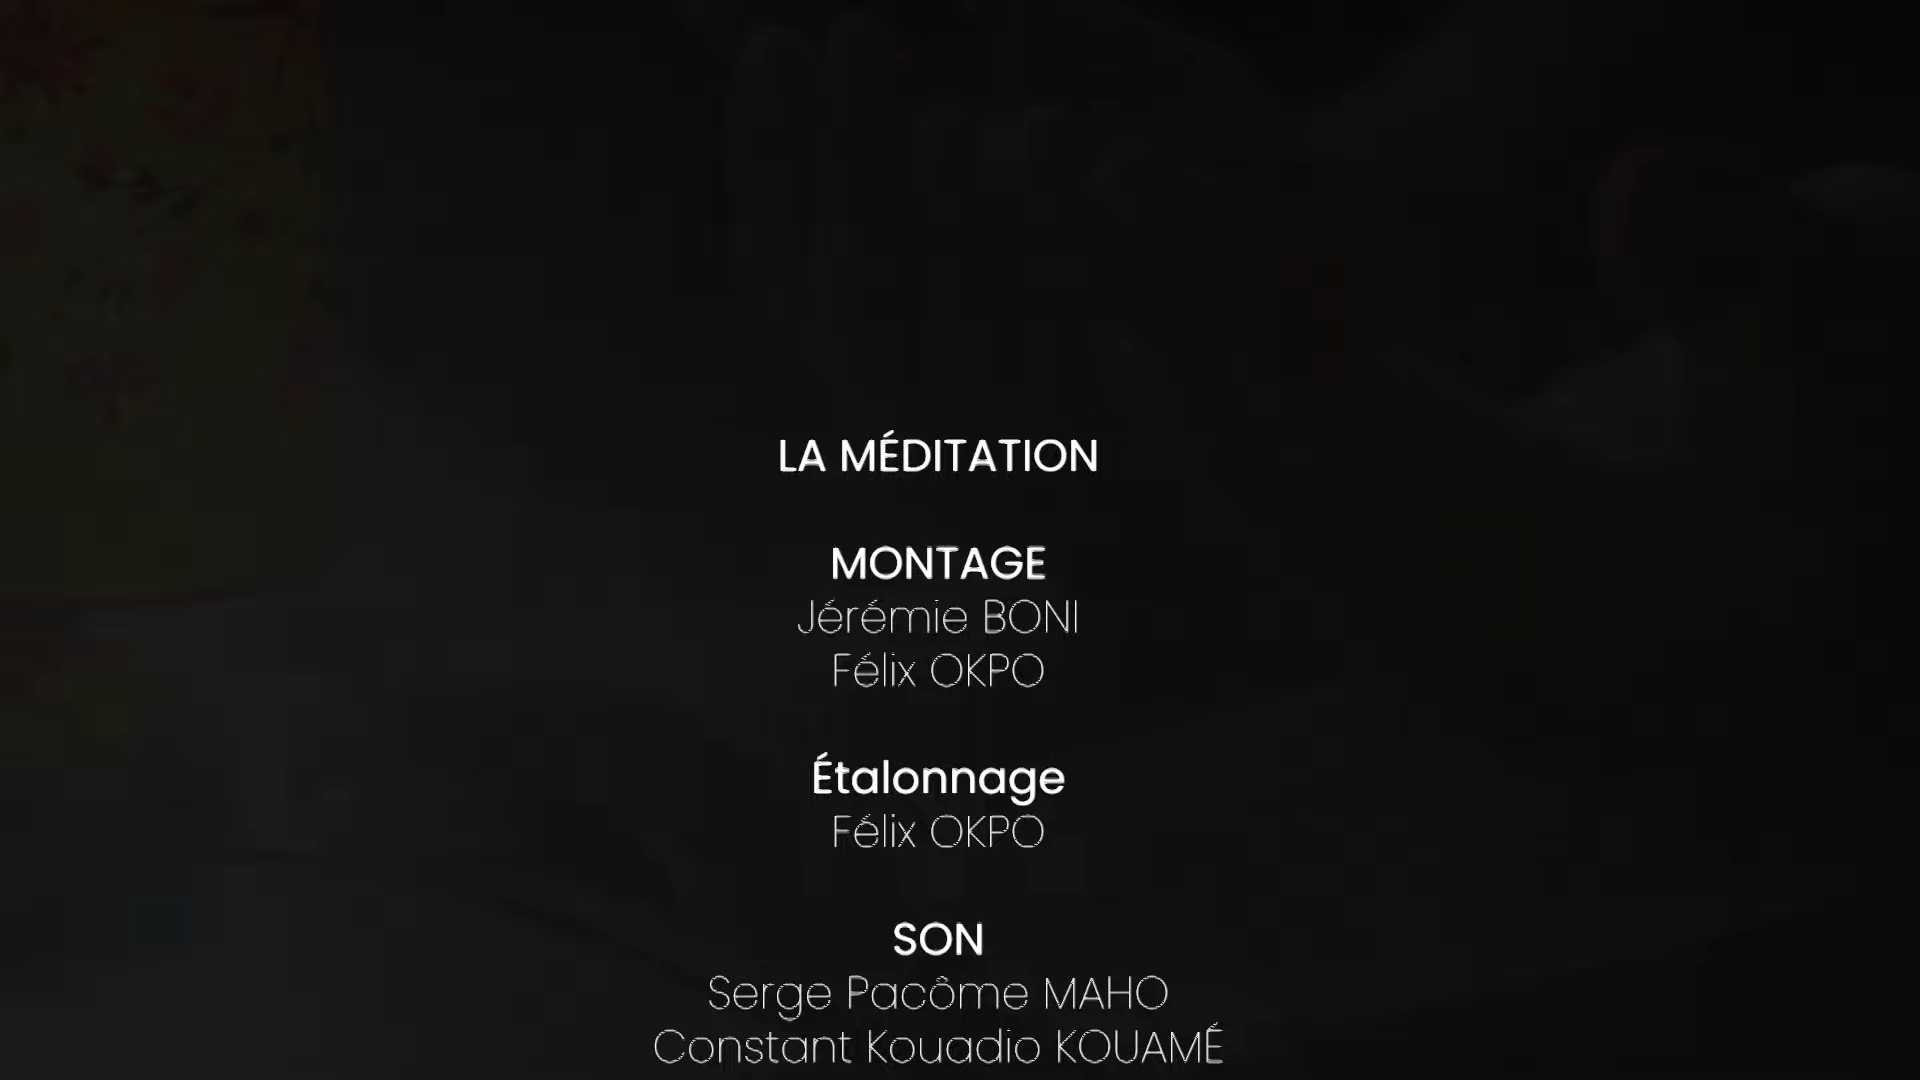 LA MÉDITATION
MONTAGE
Jérémie BONI
Félix OKPO
Étalonnage
Félix OKPO
SON
Serge Pacôme MAHO
Constant Kouadio KOUAMÉ